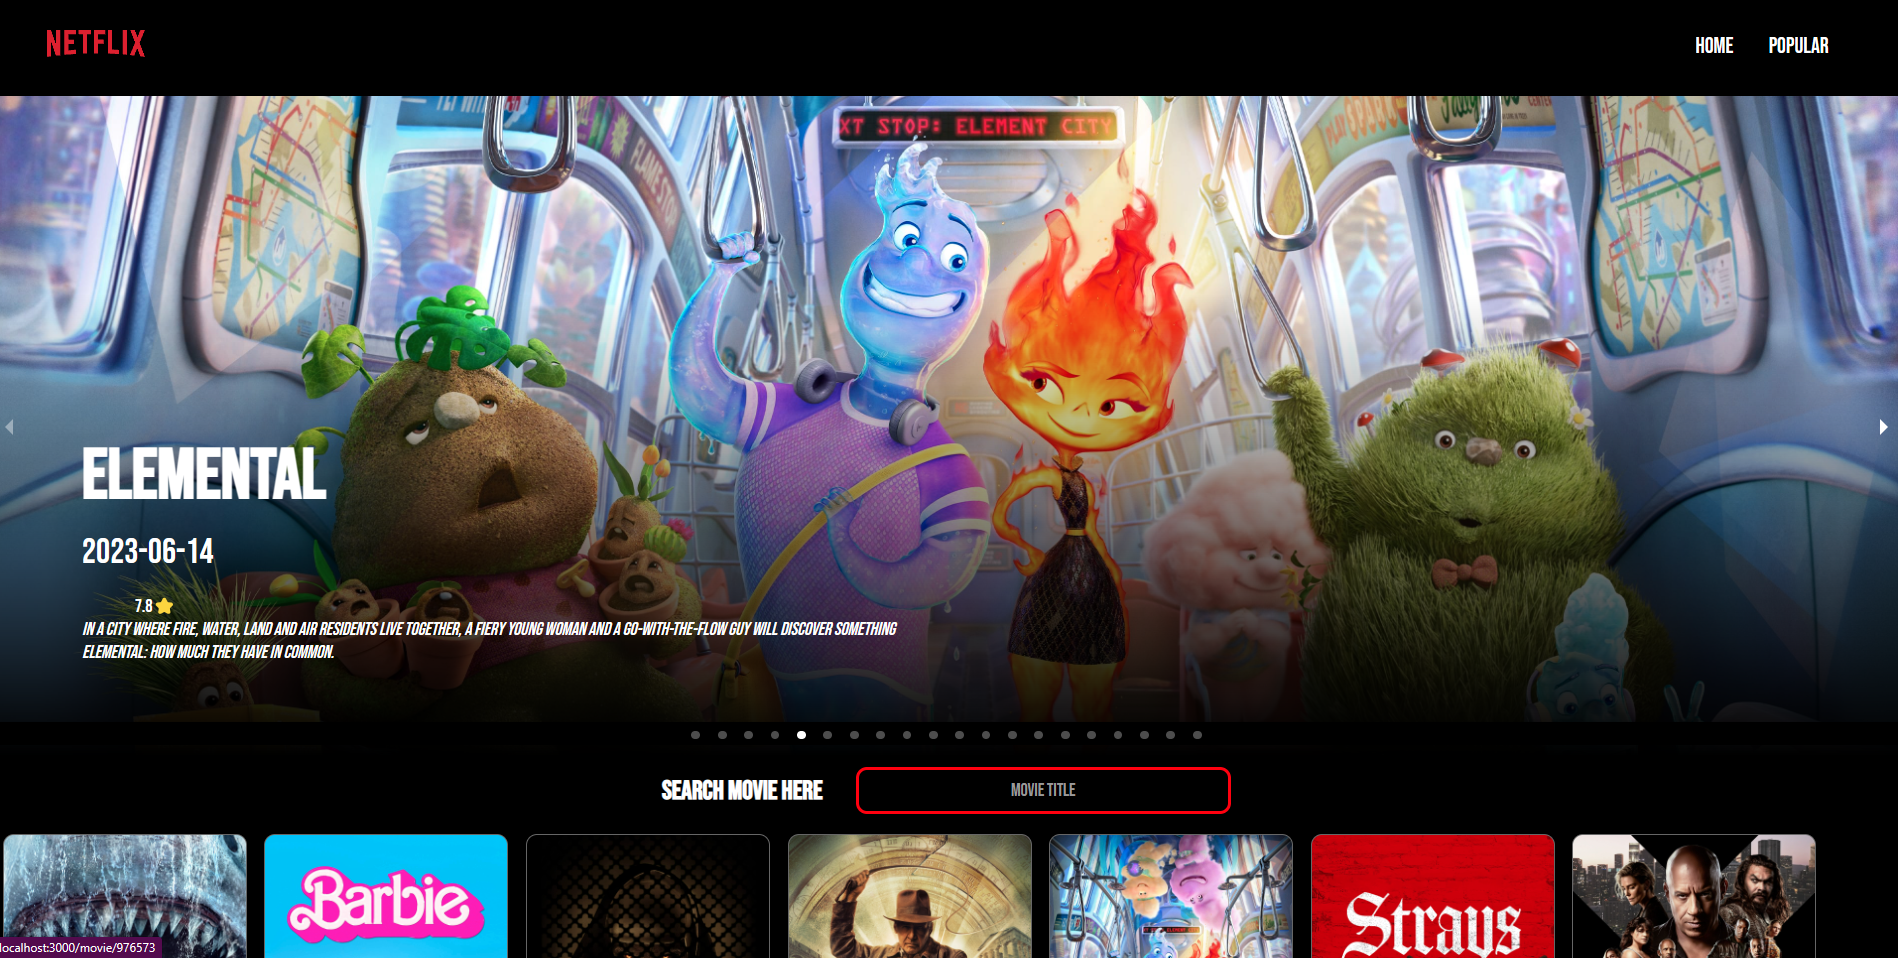 NETFLIX
HOME
POPULAR
XT STOP: ELEMENT CITY
ELEMENTAL
2023-06-14
7.8
IN A CITY WHERE FIRE, WATER, LAND AND AIR RESIDENTS LIVE TOGETHER, A FIERY YOUNG WOMAN AND A GO-WITH-THE-FLOW GUY WILL DISCOVER SOMETHING
ELEMENTAL: HOW MUCH THEY HAVE IN COMMON.
SEARCH MOVIE HERE
MOVIE TITLE
Barbie
Strays
localhost:3000/movie/976573